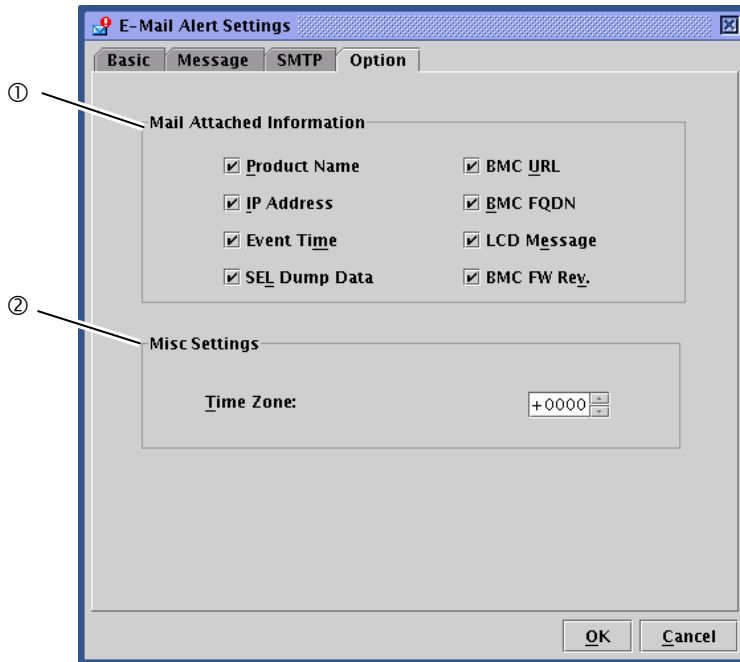 E-Mail Alert Settings
Basic Message SMTP Option
①
Mail Attached Information
Product Name BMC URL
IP Address BMC FQDN
Event Time LCD Message
SEL Dump Data BMC FW Rev.
②
Misc Settings
Time Zone: +0000
OK Cancel